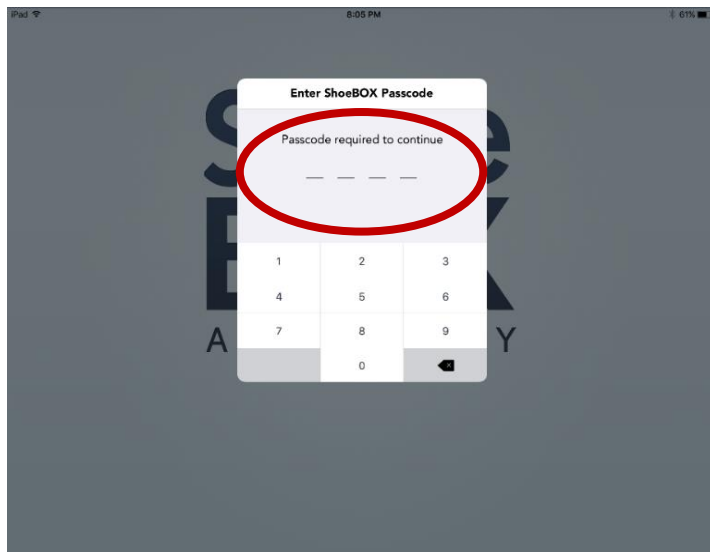 iPad 8:05 PM 61%
Enter ShoeBOX Passcode
Passcode required to continue
1 2 3
4 5 6
7 8 9
0
A Y